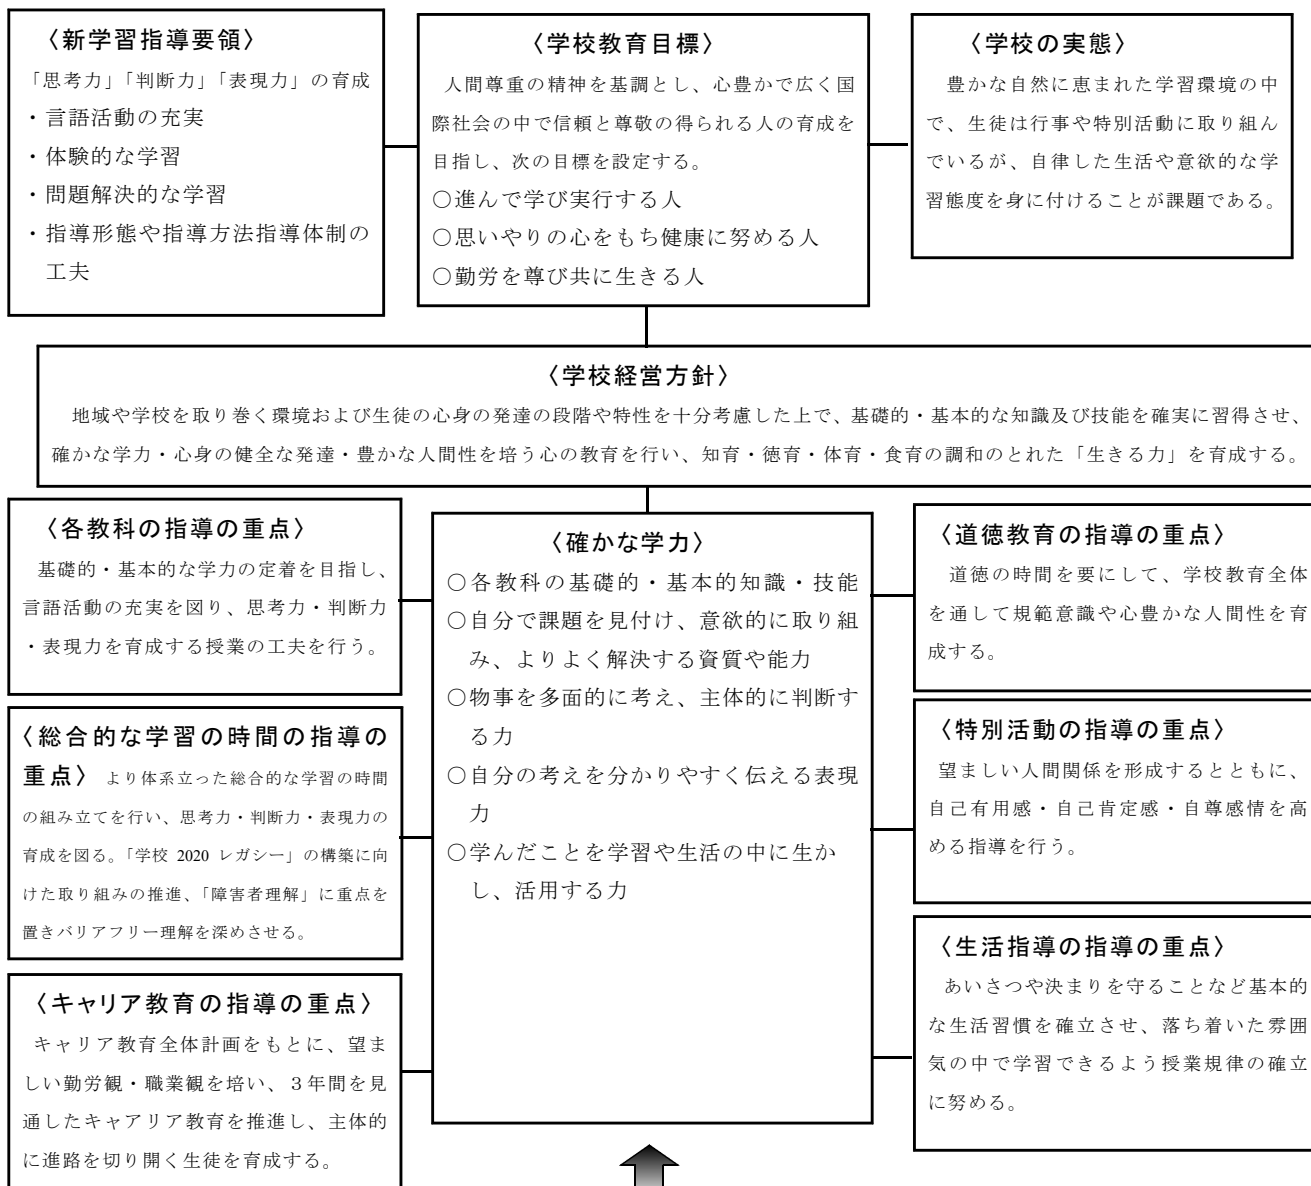 〈新学習指導要領〉
「思考力」「判断力」「表現力」の育成
・言語活動の充実
・体験的な学習
・問題解決的な学習
・指導形態や指導方法指導体制の
工夫
〈学校教育目標〉
人間尊重の精神を基調とし、心豊かで広く国
際社会の中で信頼と尊敬の得られる人の育成を
目指し、次の目標を設定する。
○進んで学び実行する人
○思いやりの心をもち健康に努める人
○勤労を尊び共に生きる人
〈学校の実態〉
豊かな自然に恵まれた学習環境の中
で、生徒は行事や特別活動に取り組ん
でいるが、自律した生活や意欲的な学
習態度を身に付けることが課題である。
〈学校経営方針〉
地域や学校を取り巻く環境および生徒の心身の発達の段階や特性を十分考慮した上で、基礎的・基本的な知識及び技能を確実に習得させ、
確かな学力・心身の健全な発達・豊かな人間性を培う心の教育を行い、知育・徳育・体育・食育の調和のとれた「生きる力」を育成する。
〈各教科の指導の重点〉
基礎的・基本的な学力の定着を目指し、
言語活動の充実を図り、思考力・判断力
・表現力を育成する授業の工夫を行う。
〈総合的な学習の時間の指導の
重点〉 より体系立った総合的な学習の時間
の組み立てを行い、思考力・判断力・表現力の
育成を図る。「学校 2020 レガシー」の構築に向
けた取り組みの推進、「障害者理解」に重点を
置きバリアフリー理解を深めさせる。
〈キャリア教育の指導の重点〉
キャリア教育全体計画をもとに、望ま
しい勤労観・職業観を培い、３年間を見
通したキャアリア教育を推進し、主体的
に進路を切り開く生徒を育成する。
〈確かな学力〉
○各教科の基礎的・基本的知識・技能
○自分で課題を見付け、意欲的に取り組
み、よりよく解決する資質や能力
○物事を多面的に考え、主体的に判断す
る力
○自分の考えを分かりやすく伝える表現
力
○学んだことを学習や生活の中に生か
し、活用する力
〈道徳教育の指導の重点〉
道徳の時間を要にして、学校教育全体
を通して規範意識や心豊かな人間性を育
成する。
〈特別活動の指導の重点〉
望ましい人間関係を形成するとともに、
自己有用感・自己肯定感・自尊感情を高
める指導を行う。
〈生活指導の指導の重点〉
あいさつや決まりを守ることなど基本的
な生活習慣を確立させ、落ち着いた雰囲
気の中で学習できるよう授業規律の確立
に努める。